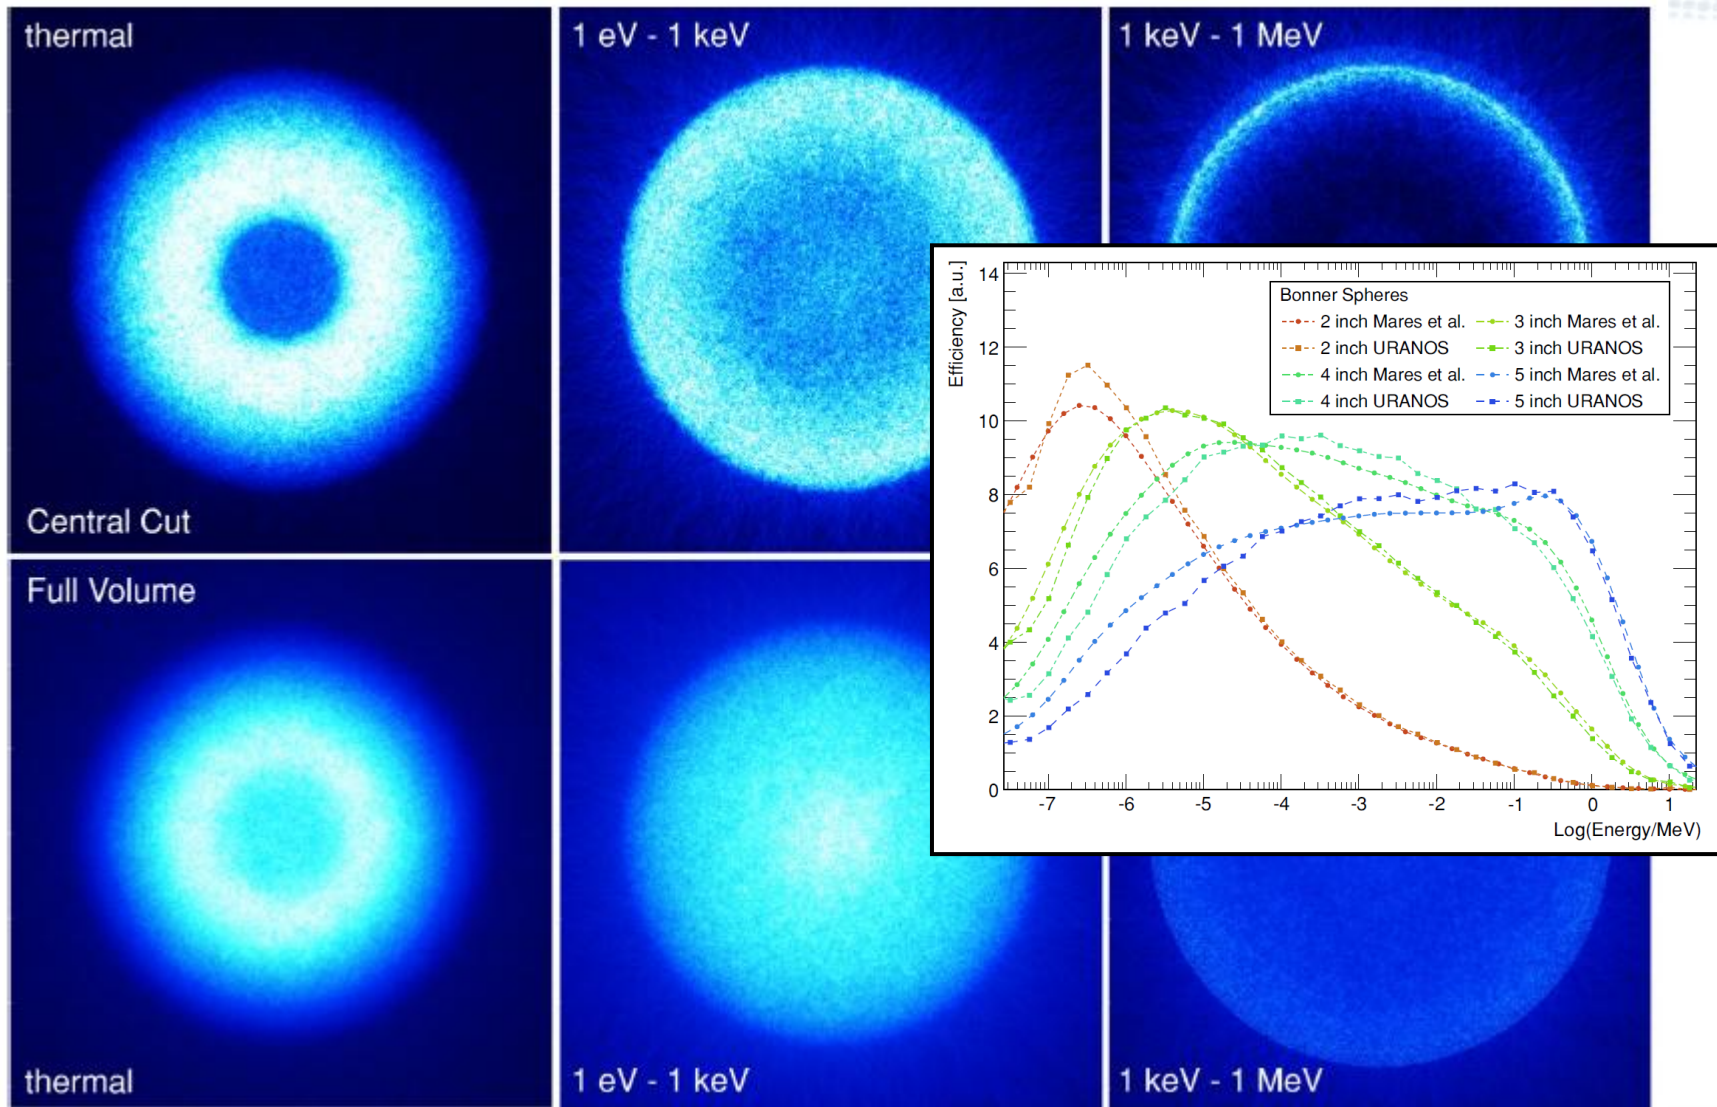 thermal
1 eV - 1 keV
1 keV - 1 MeV
Central Cut
Full Volume
thermal
1 eV - 1 keV
1 keV - 1 MeV
Efficiency [a.u.]
14
12
10
8
6
4
2
0
Bonner Spheres
2 inch Mares et al. 3 inch Mares et al.
2 inch URANOS 3 inch URANOS
4 inch Mares et al. 5 inch Mares et al.
4 inch URANOS 5 inch URANOS
-7 -6 -5 -4 -3 -2 -1 0 1
Log(Energy/MeV)